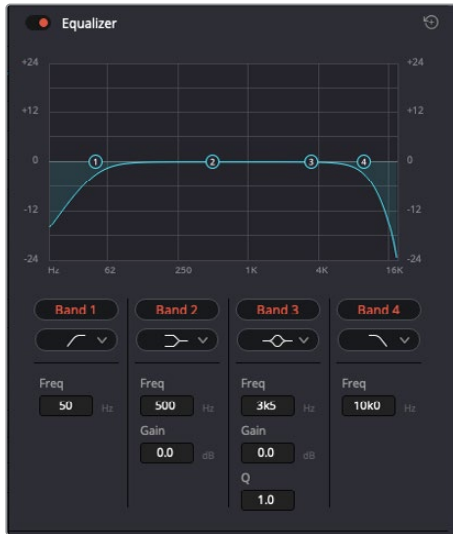 Equalizer
+24 +24
+12 +12
0 0
1 2 3 4
-12 -12
-24 -24
Hz 62 250 1K 4K 16K
Band 1 Band 2 Band 3 Band 4
Freq Freq Freq Freq
50 Hz 500 Hz 3k5 Hz 10k0 Hz
Gain Gain
0.0 dB 0.0 dB
Q
1.0